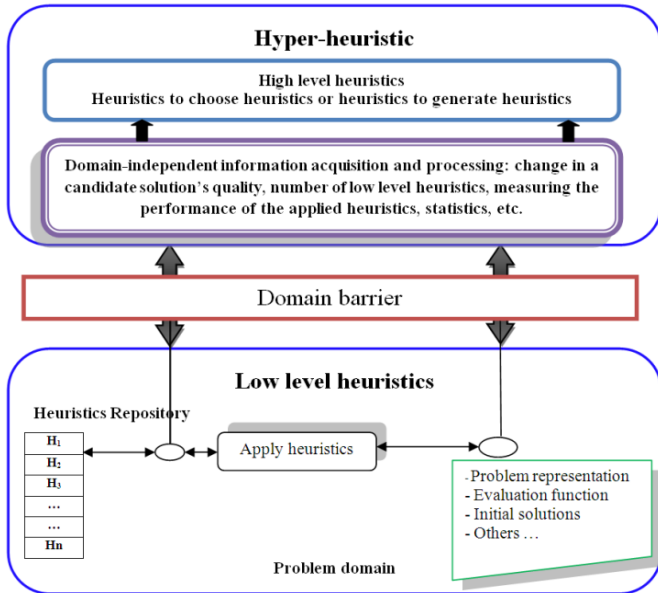 Hyper-heuristic
High level heuristics
Heuristics to choose heuristics or heuristics to generate heuristics
Domain-independent information acquisition and processing: change in a
candidate solution's quality, number of low level heuristics, measuring the
performance of the applied heuristics, statistics, etc.
Domain barrier
Low level heuristics
Heuristics Repository
H₁
H₂
H₃
...
...
Hn
Apply heuristics
- Problem representation
- Evaluation function
- Initial solutions
- Others ...
Problem domain